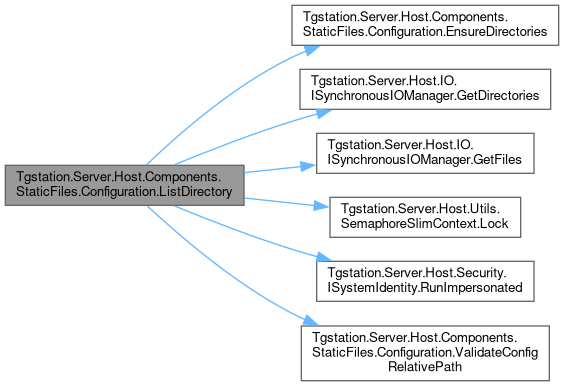 Tgstation.Server.Host.Components.
StaticFiles.Configuration.EnsureDirectories
Tgstation.Server.Host.IO.
ISynchronousIOManager.GetDirectories
Tgstation.Server.Host.IO.
ISynchronousIOManager.GetFiles
Tgstation.Server.Host.Components.
StaticFiles.Configuration.ListDirectory
Tgstation.Server.Host.Utils.
SemaphoreSlimContext.Lock
Tgstation.Server.Host.Security.
ISystemIdentity.RunImpersonated
Tgstation.Server.Host.Components.
StaticFiles.Configuration.ValidateConfig
RelativePath